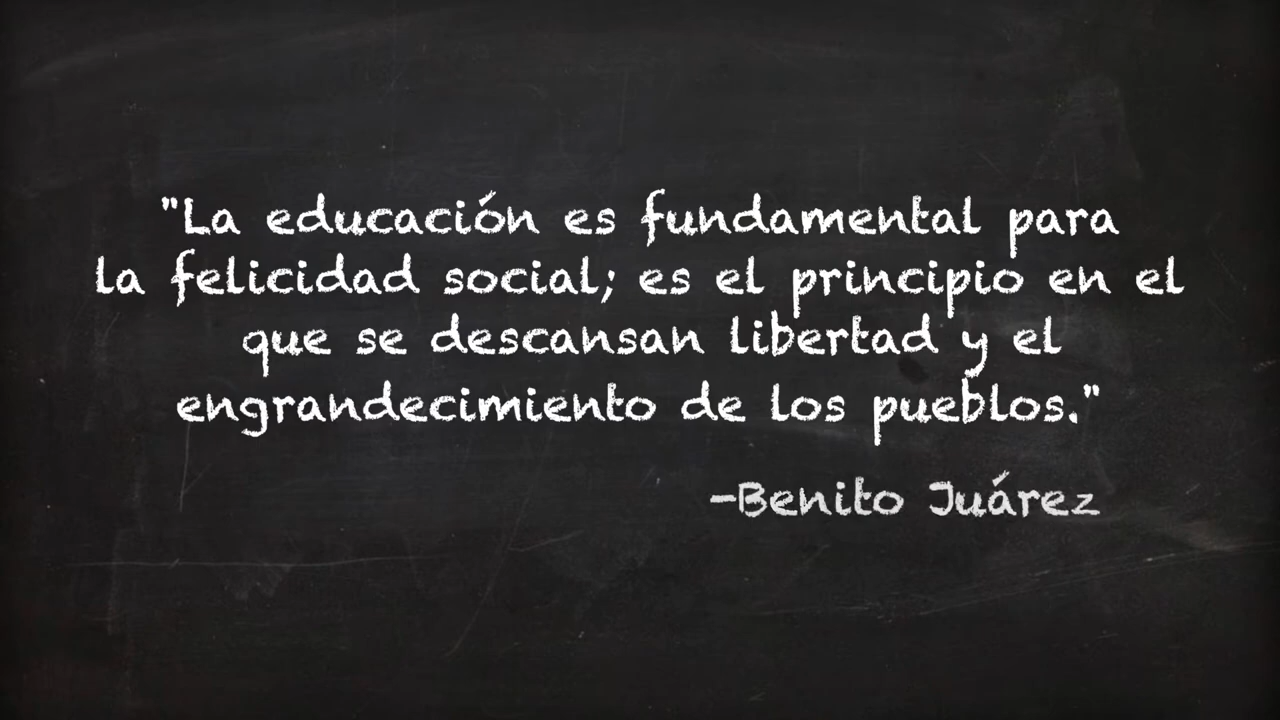 "La educación es fundamental para
la felicidad social; es el principio en el
que se descansan libertad y el
engrandecimiento de los pueblos."
-Benito Juárez